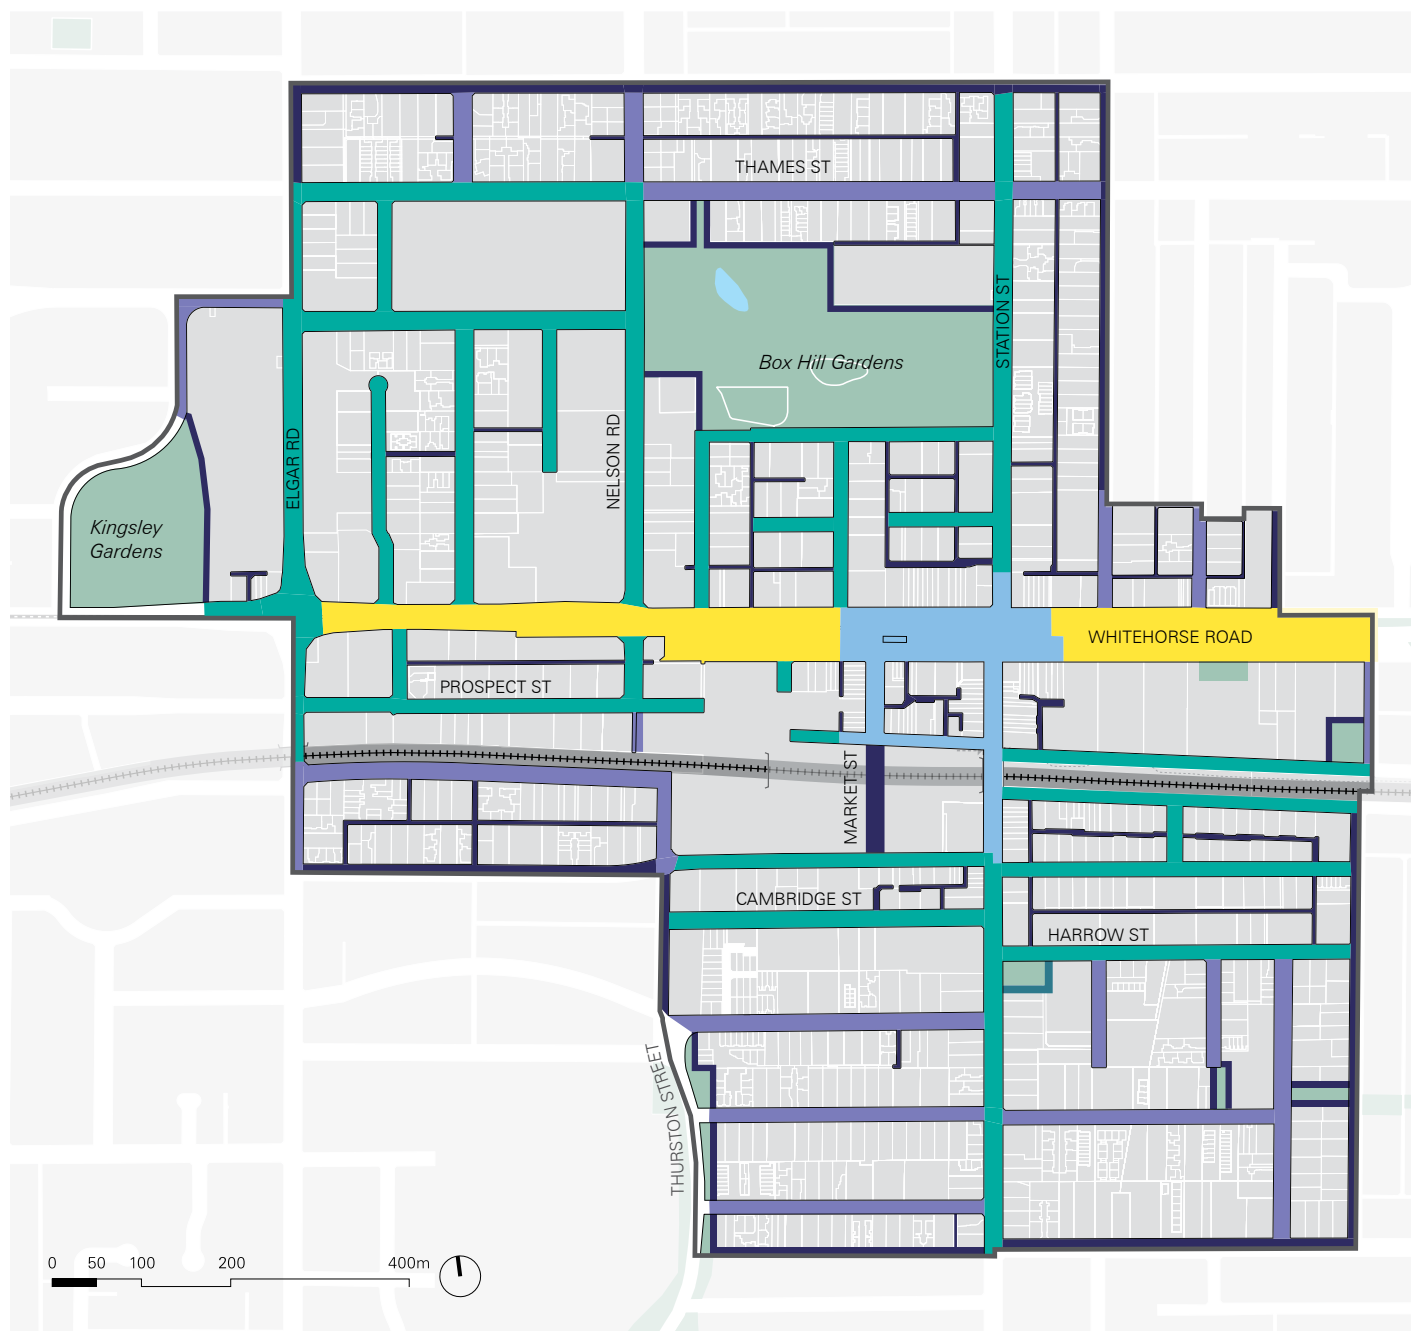 THAMES ST
STATION ST
Box Hill Gardens
ELGAR RD
NELSON RD
Kingsley
Gardens
WHITEHORSE ROAD
PROSPECT ST
MARKET ST
CAMBRIDGE ST
HARROW ST
THURSTON STREET
0 50 100 200 400m